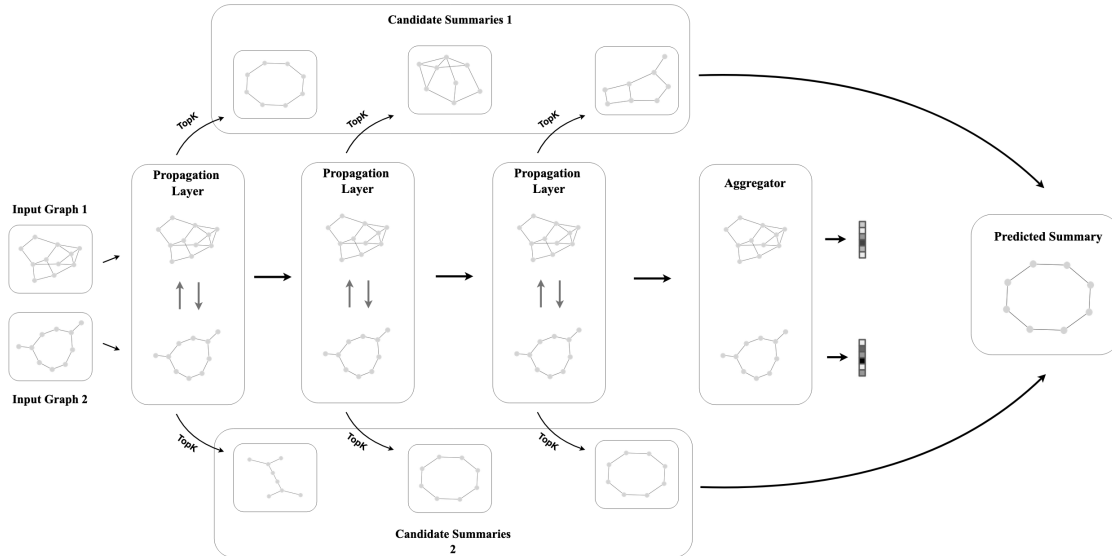 Candidate Summaries 1
TopK
TopK
TopK
Propagation
Layer
Propagation
Layer
Propagation
Layer
Aggregator
Input Graph 1
Predicted Summary
Input Graph 2
TopK
TopK
TopK
Candidate Summaries
2